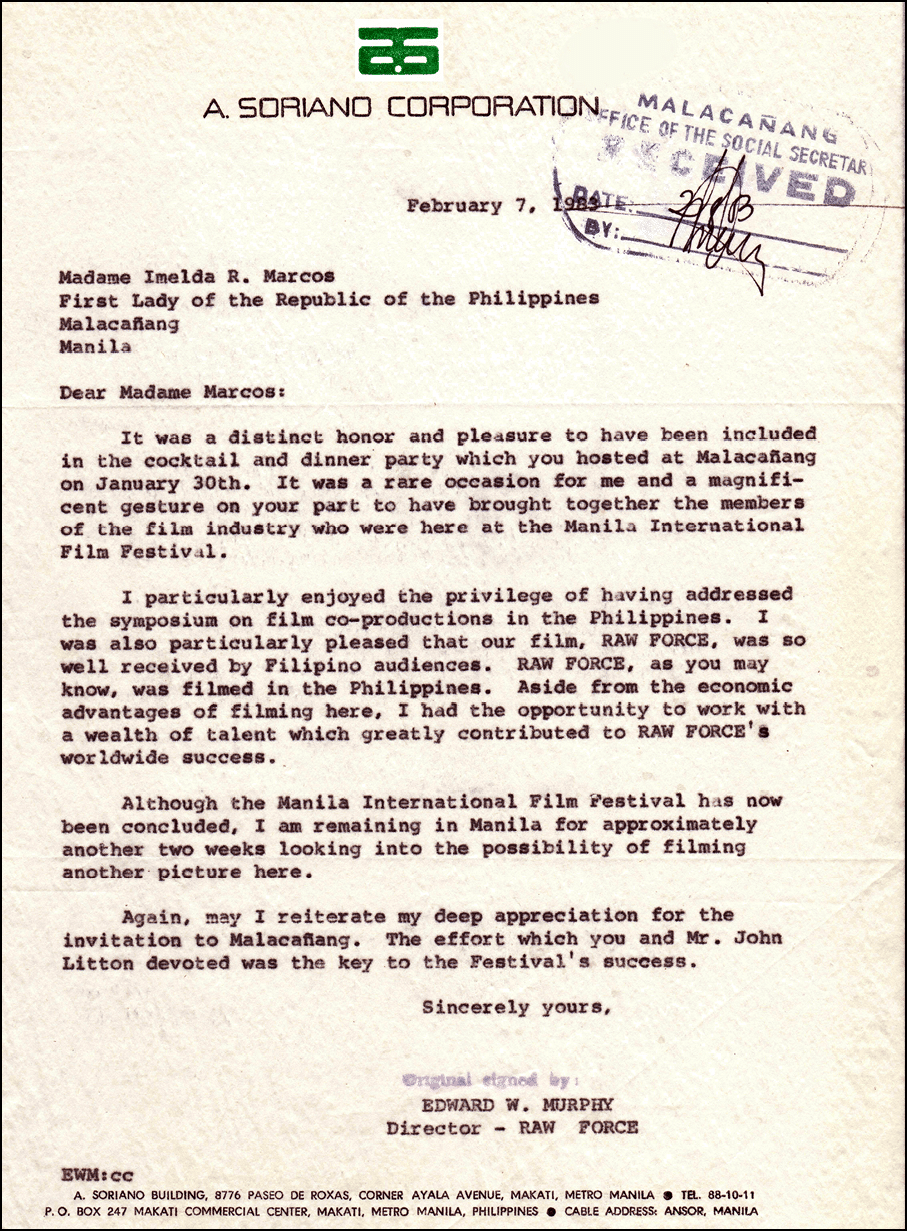 A. SORIANO CORPORATION
MALACAÑANG
OFFICE OF THE SOCIAL SECRETAR
RECEIVED
DATE:
BY:
February 7, 1983
Madame Imelda R. Marcos
First Lady of the Republic of the Philippines
Malacañang
Manila
Dear Madame Marcos:
It was a distinct honor and pleasure to have been included
in the cocktail and dinner party which you hosted at Malacañang
on January 30th. It was a rare occasion for me and a magnifi-
cent gesture on your part to have brought together the members
of the film industry who were here at the Manila International
Film Festival.
I particularly enjoyed the privilege of having addressed
the symposium on film co-productions in the Philippines. I
was also particularly pleased that our film, RAW FORCE, was so
well received by Filipino audiences. RAW FORCE, as you may
know, was filmed in the Philippines. Aside from the economic
advantages of filming here, I had the opportunity to work with
a wealth of talent which greatly contributed to RAW FORCE's
worldwide success.
Although the Manila International Film Festival has now
been concluded, I am remaining in Manila for approximately
another two weeks looking into the possibility of filming
another picture here.
Again, may I reiterate my deep appreciation for the
invitation to Malacañang. The effort which you and Mr. John
Litton devoted was the key to the Festival's success.
Sincerely yours,
Original signed by:
EDWARD W. MURPHY
Director - RAW FORCE
EWM:cc
A. SORIANO BUILDING, 8776 PASEO DE ROXAS, CORNER AYALA AVENUE, MAKATI, METRO MANILA ● TEL. 88-10-11
P.O. BOX 247 MAKATI COMMERCIAL CENTER, MAKATI, METRO MANILA, PHILIPPINES ● CABLE ADDRESS: ANSOR, MANILA